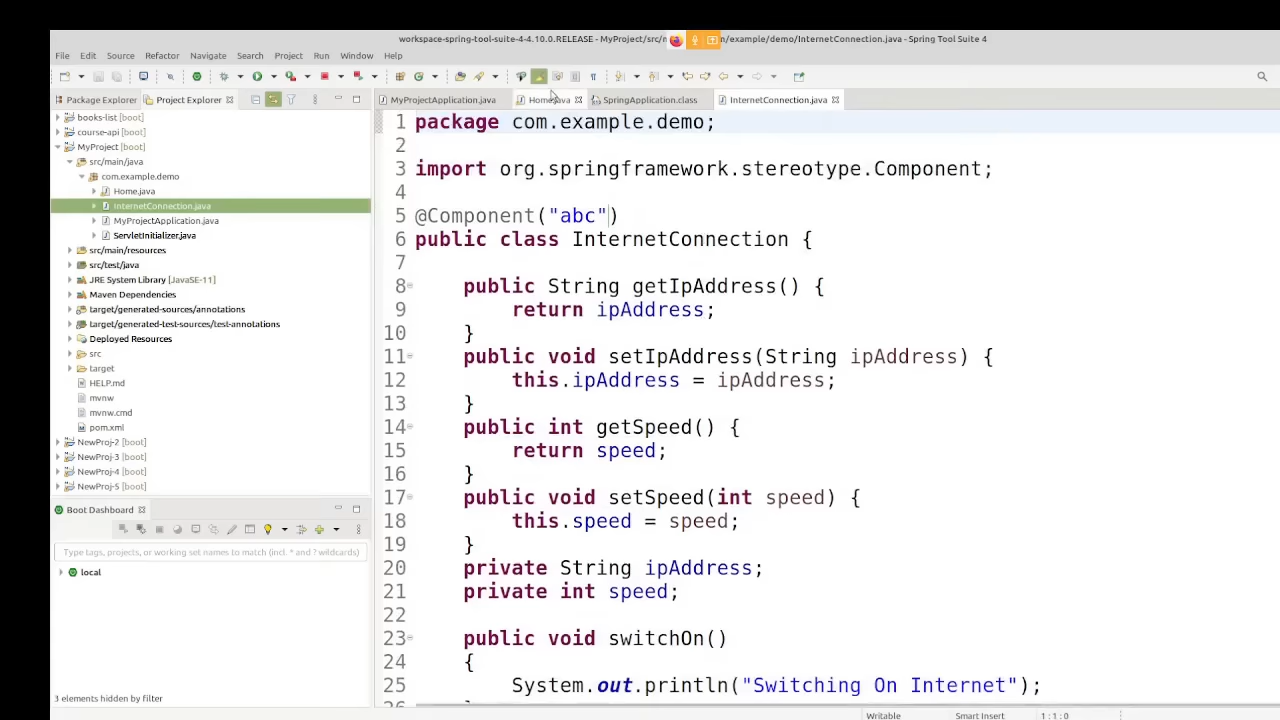 workspace-spring-tool-suite-4-4.10.0.RELEASE - MyProject/src/ n/example/demo/InternetConnection.java - Spring Tool Suite 4
File Edit Source Refactor Navigate Search Project Run Window Help
Package Explorer Project Explorer
MyProjectApplication.java Home.java SpringApplication.class InternetConnection.java
books-list [boot]
course-api [boot]
MyProject [boot]
src/main/java
com.example.demo
Home.java
InternetConnection.java
MyProjectApplication.java
ServletInitializer.java
src/main/resources
src/test/java
JRE System Library [JavaSE-11]
Maven Dependencies
target/generated-sources/annotations
target/generated-test-sources/test-annotations
Deployed Resources
src
target
HELP.md
mvnw
mvnw.cmd
pom.xml
NewProj-2 [boot]
NewProj-3 [boot]
NewProj-4 [boot]
NewProj-5 [boot]
Boot Dashboard
Type tags, projects, or working set names to match (incl. * and ? wildcards)
local
3 elements hidden by filter
1 package com.example.demo;
2
3 import org.springframework.stereotype.Component;
4
5 @Component("abc")
6 public class InternetConnection {
7
8 public String getIpAddress() {
9 return ipAddress;
10 }
11 public void setIpAddress(String ipAddress) {
12 this.ipAddress = ipAddress;
13 }
14 public int getSpeed() {
15 return speed;
16 }
17 public void setSpeed(int speed) {
18 this.speed = speed;
19 }
20 private String ipAddress;
21 private int speed;
22
23 public void switchOn()
24 {
25 System.out.println("Switching On Internet");
Writable Smart Insert 1 : 1 : 0